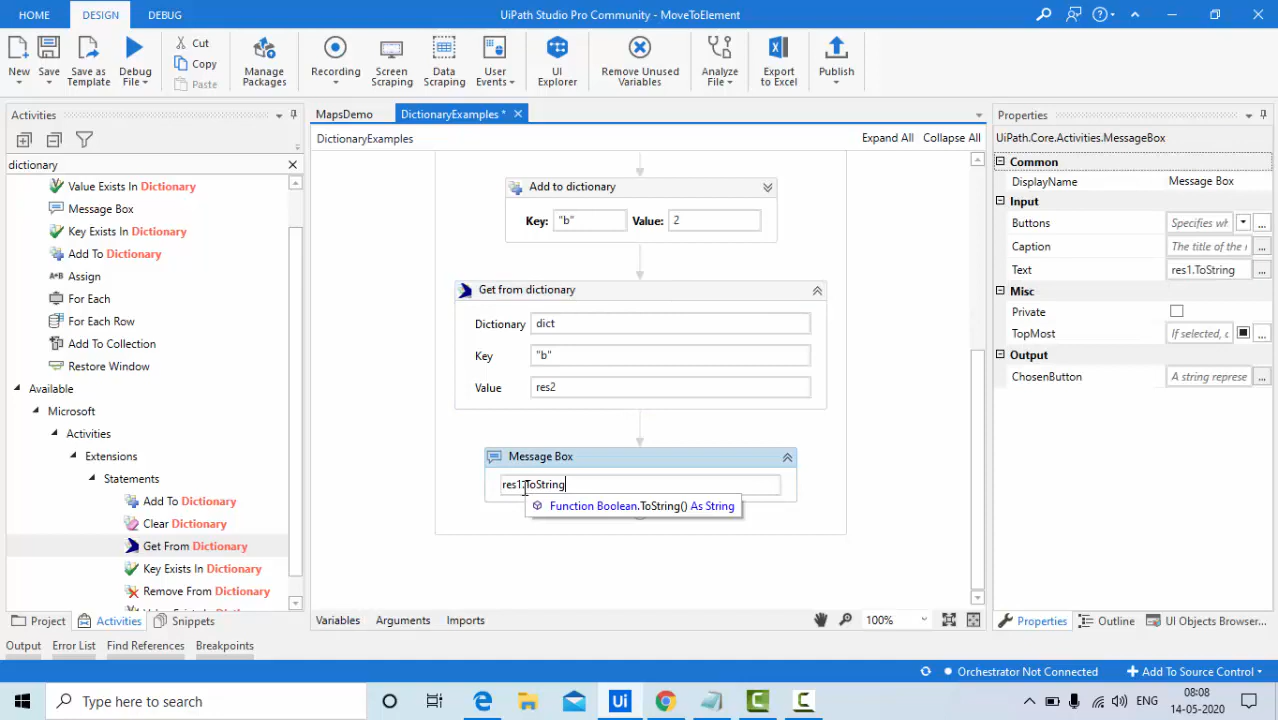 HOME DESIGN DEBUG UiPath Studio Pro Community - MoveToElement
New Save Save as Template Debug File Cut Copy Paste Manage Packages Recording Screen Scraping Data Scraping User Events UI Explorer Remove Unused Variables Analyze File Export to Excel Publish
Activities
dictionary
Value Exists In Dictionary
Message Box
Key Exists In Dictionary
Add To Dictionary
Assign
For Each
For Each Row
Add To Collection
Restore Window
Available
Microsoft
Activities
Extensions
Statements
Add To Dictionary
Clear Dictionary
Get From Dictionary
Key Exists In Dictionary
Remove From Dictionary
Project Activities Snippets
MapsDemo DictionaryExamples *
DictionaryExamples Expand All Collapse All
Add to dictionary
Key: "b" Value: 2
Get from dictionary
Dictionary dict
Key "b"
Value res2
Message Box
res1.ToString
Function Boolean.ToString() As String
Variables Arguments Imports 100%
Properties
UiPath.Core.Activities.MessageBox
Common
DisplayName Message Box
Input
Buttons Specifies wh ...
Caption The title of the ...
Text res1.ToString ...
Misc
Private
TopMost If selected, c ...
Output
ChosenButton A string represe ...
Properties Outline UI Objects Browser...
Output Error List Find References Breakpoints
Orchestrator Not Connected Add To Source Control
Type here to search
ENG 08:08
14-05-2020